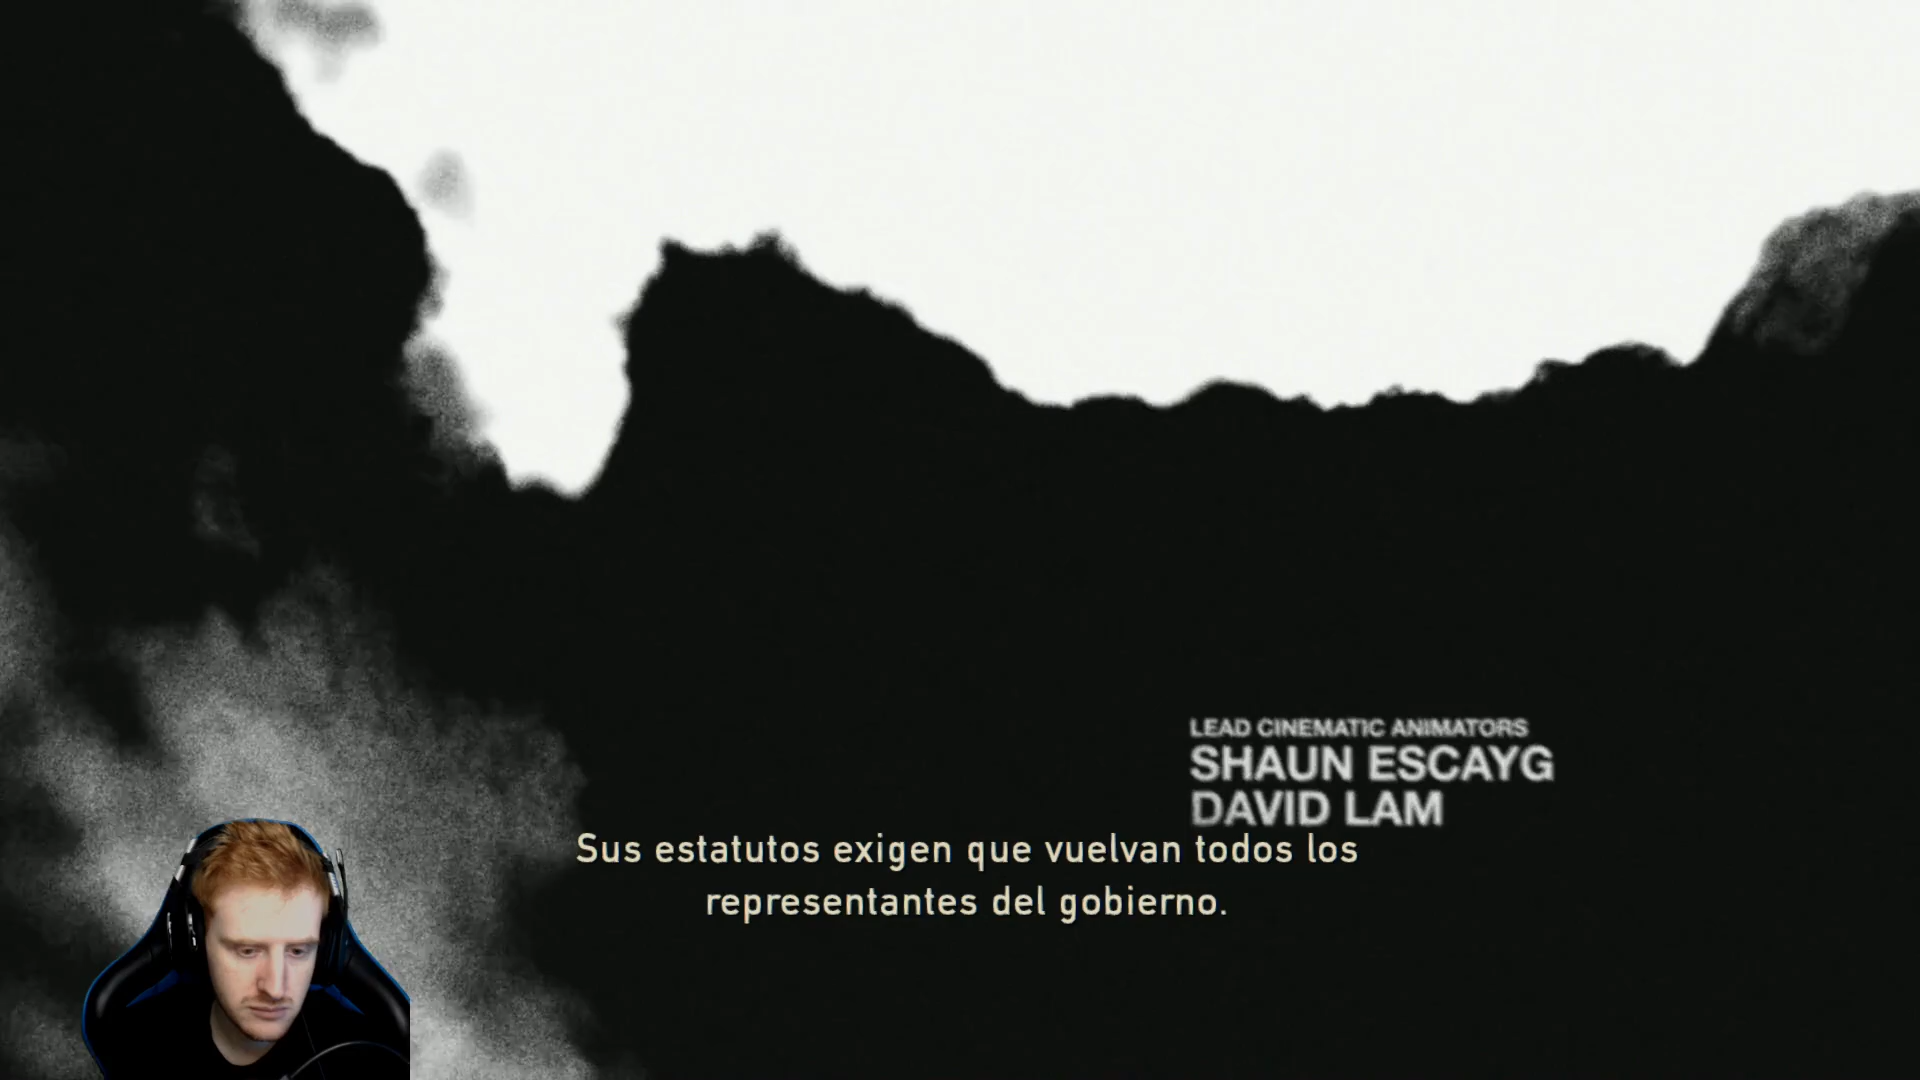 LEAD CINEMATIC ANIMATORS
SHAUN ESCAYG
DAVID LAM
Sus estatutos exigen que vuelvan todos los
representantes del gobierno.